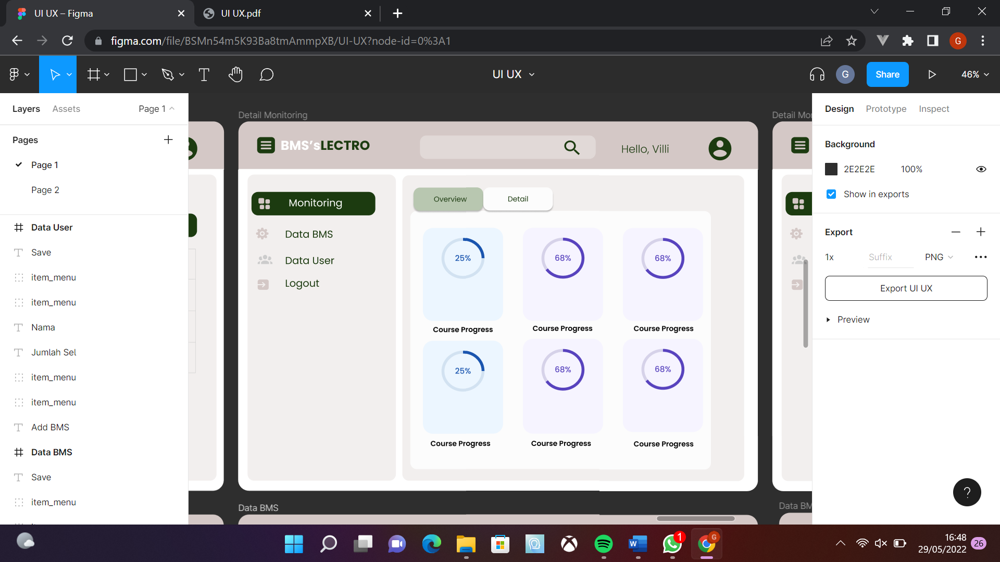 UI UX – Figma
UI UX.pdf
figma.com/file/BSMn54m5K93Ba8tmAmmpXB/UI-UX?node-id=0%3A1
G
UI UX
G
Share
46%
Layers
Assets
Page 1
Pages
Page 1
Page 2
Data User
Save
item_menu
item_menu
Nama
Jumlah Sel
item_menu
item_menu
Add BMS
Data BMS
Save
item_menu
Detail Monitoring
BMS's LECTRO
Hello, Villi
Monitoring
Data BMS
Data User
Logout
Overview
Detail
25%
68%
68%
Course Progress
Course Progress
Course Progress
25%
68%
68%
Course Progress
Course Progress
Course Progress
Data BMS
Detail Mo
Data BM
Design
Prototype
Inspect
Background
2E2E2E
100%
Show in exports
Export
1x
Suffix
PNG
Export UI UX
Preview
?
W
1
G
16:48
29/05/2022
26